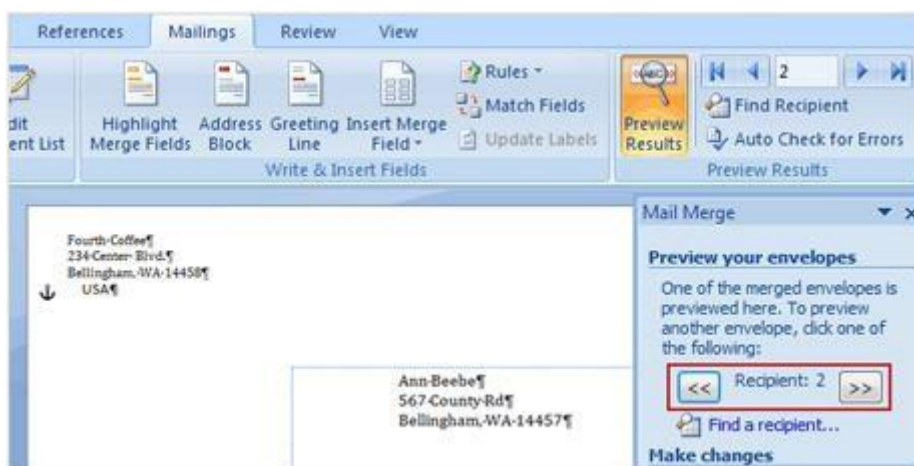 References Mailings Review View
Rules
Match Fields
Update Labels
dit
ent List
Highlight
Merge Fields
Address
Block
Greeting
Line
Insert Merge
Field
Write & Insert Fields
ABC
Preview
Results
2
Find Recipient
Auto Check for Errors
Preview Results
Fourth·Coffee¶
234·Center·Blvd.¶
Bellingham,·WA·14458¶
USA¶
Ann·Beebe¶
567·County·Rd¶
Bellingham,·WA·14457¶
Mail Merge
Preview your envelopes
One of the merged envelopes is
previewed here. To preview
another envelope, click one of
the following:
<< Recipient: 2 >>
Find a recipient...
Make changes